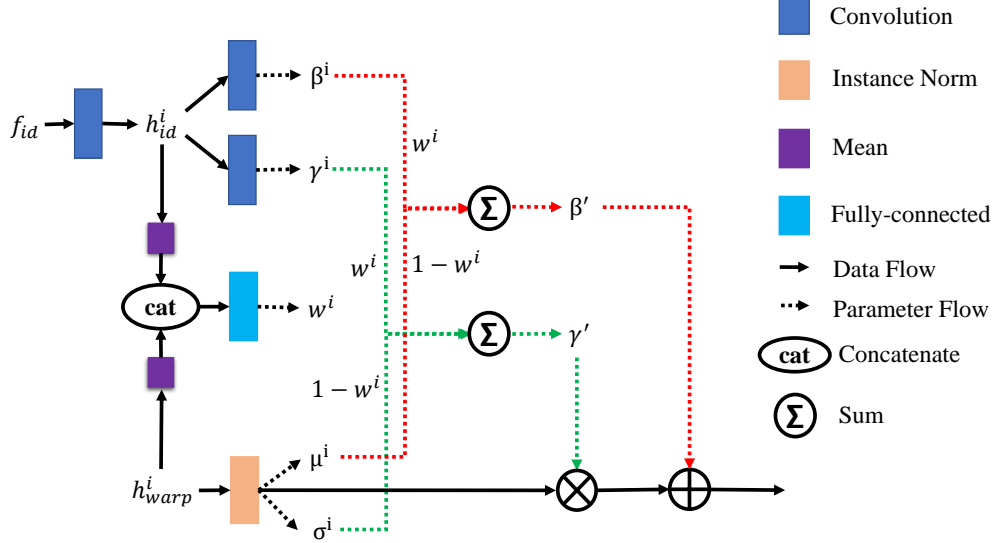 f_id
h^i_id
β^i
γ^i
w^i
w^i
1 − w^i
Σ
β′
cat
w^i
Σ
γ′
1 − w^i
μ^i
h^i_warp
σ^i
Convolution
Instance Norm
Mean
Fully-connected
Data Flow
Parameter Flow
cat
Concatenate
Σ
Sum